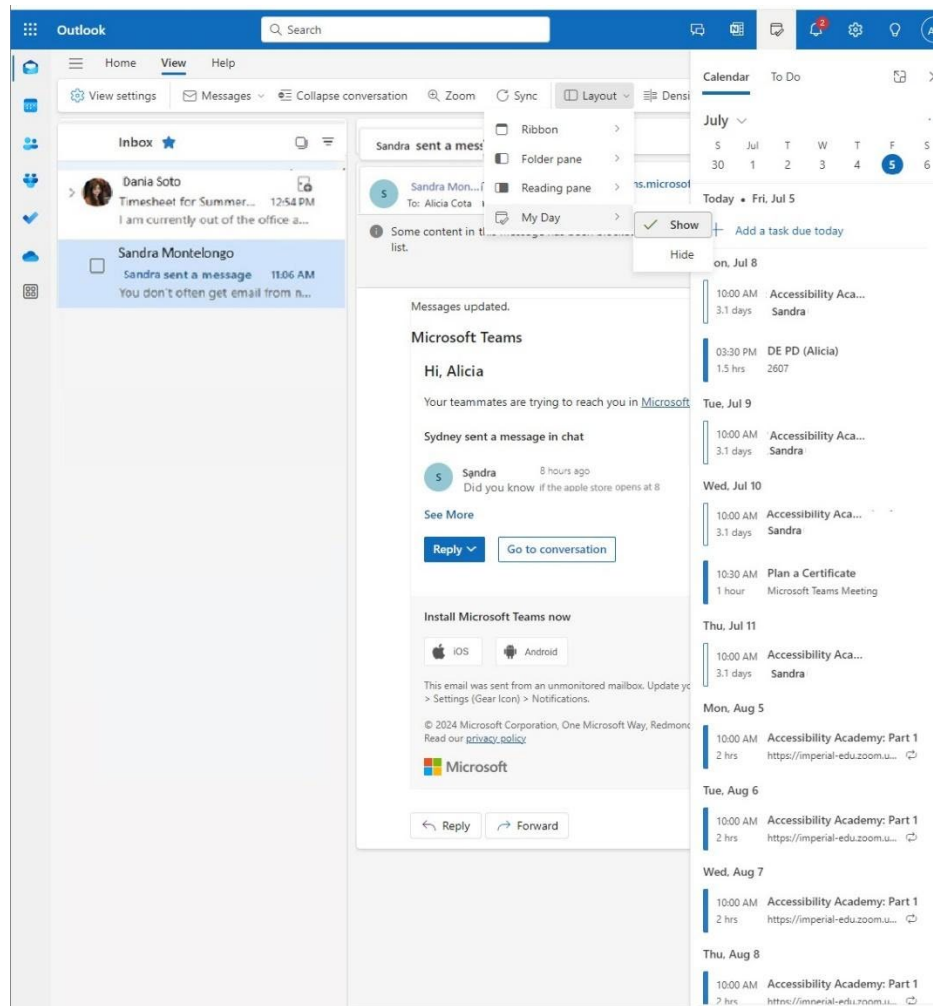 Outlook
Search
2
Home View Help
View settings Messages Collapse conversation Zoom Sync Layout Densi
Inbox
Dania Soto
Timesheet for Summer... 12:54 PM
I am currently out of the office a...
Sandra Montelongo
Sandra sent a message 11:06 AM
You don't often get email from n...
Sandra sent a mess
Ribbon
Folder pane
Reading pane
My Day
Show
Hide
S
Sandra Mon... ns.microsof
To: Alicia Cota
Some content in this message has been blocked
list.
Messages updated.
Microsoft Teams
Hi, Alicia
Your teammates are trying to reach you in Microsoft
Sydney sent a message in chat
S
Sandra 8 hours ago
Did you know if the apple store opens at 8
See More
Reply Go to conversation
Install Microsoft Teams now
iOS Android
This email was sent from an unmonitored mailbox. Update yo
> Settings (Gear Icon) > Notifications.
© 2024 Microsoft Corporation, One Microsoft Way, Redmond
Read our privacy policy
Microsoft
Reply Forward
Calendar To Do
July
S Jul T W T F S
30 1 2 3 4 5 6
Today • Fri, Jul 5
Add a task due today
on, Jul 8
10:00 AM Accessibility Aca...
3.1 days Sandra
03:30 PM DE PD (Alicia)
1.5 hrs 2607
Tue, Jul 9
10:00 AM Accessibility Aca...
3.1 days Sandra
Wed, Jul 10
10:00 AM Accessibility Aca...
3.1 days Sandra
10:30 AM Plan a Certificate
1 hour Microsoft Teams Meeting
Thu, Jul 11
10:00 AM Accessibility Aca...
3.1 days Sandra
Mon, Aug 5
10:00 AM Accessibility Academy: Part 1
2 hrs https://imperial-edu.zoom.u...
Tue, Aug 6
10:00 AM Accessibility Academy: Part 1
2 hrs https://imperial-edu.zoom.u...
Wed, Aug 7
10:00 AM Accessibility Academy: Part 1
2 hrs https://imperial-edu.zoom.u...
Thu, Aug 8
10:00 AM Accessibility Academy: Part 1
2 hrs https://imperial-edu.zoom.u...